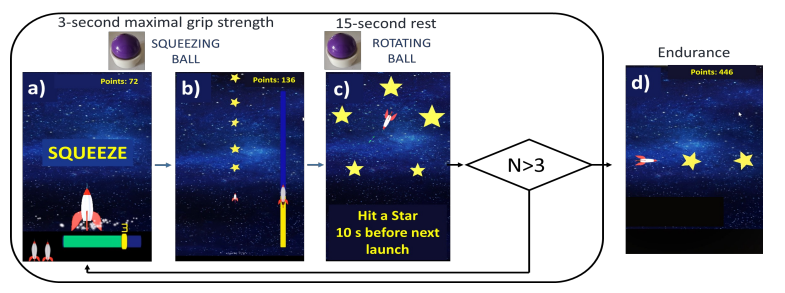 3-second maximal grip strength
15-second rest
SQUEEZING
BALL
ROTATING
BALL
Endurance
a)
Points: 72
SQUEEZE
b)
Points: 136
c)
Hit a Star
10 s before next
launch
N>3
d)
Points: 446